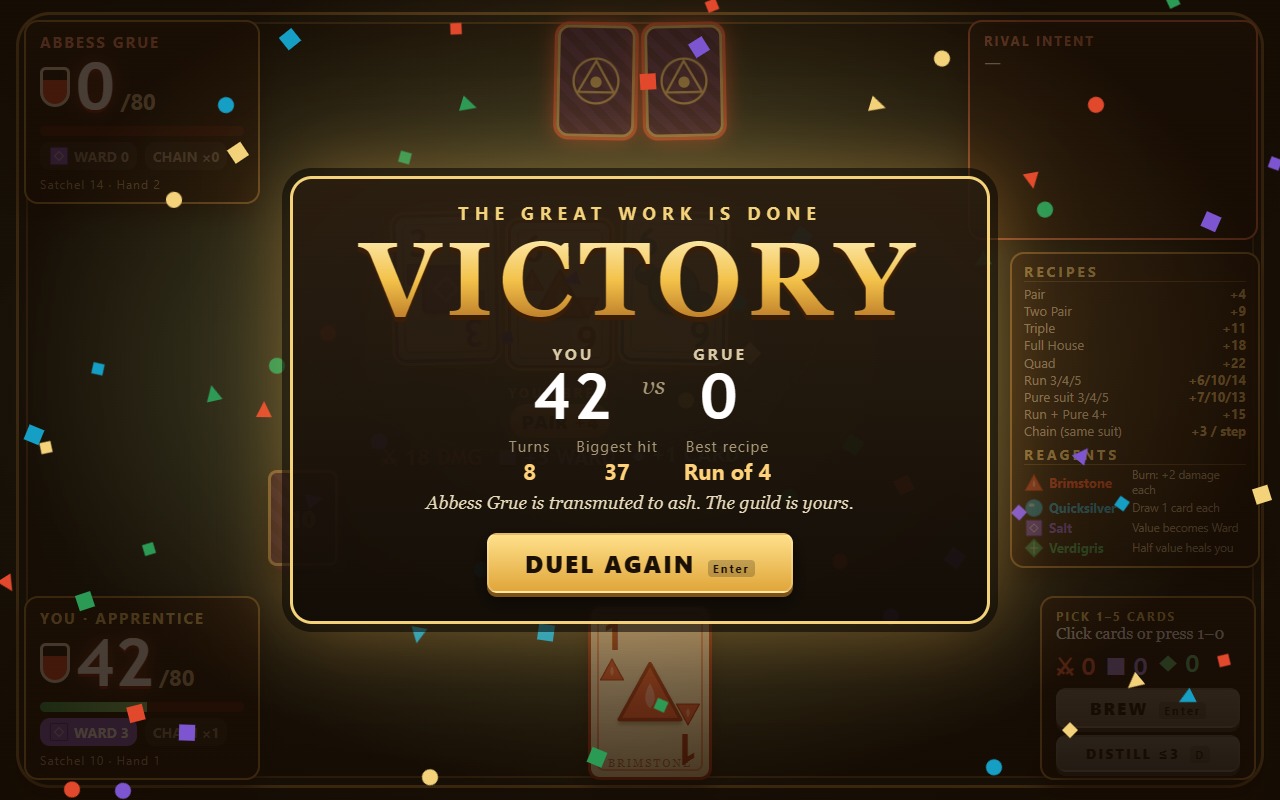 ABBESS GRUE
0 /80
WARD 0 CHAIN ×0
Satchel 14 · Hand 2
RIVAL INTENT
—
THE GREAT WORK IS DONE
VICTORY
YOU GRUE
42 vs 0
Turns Biggest hit Best recipe
8 37 Run of 4
Abbess Grue is transmuted to ash. The guild is yours.
DUEL AGAIN Enter
RECIPES
Pair +4
Two Pair +9
Triple +11
Full House +18
Quad +22
Run 3/4/5 +6/10/14
Pure suit 3/4/5 +7/10/13
Run + Pure 4+ +15
Chain (same suit) +3 / step
REAGENTS
Brimstone Burn: +2 damage each
Quicksilver Draw 1 card each
Salt Value becomes Ward
Verdigris Half value heals you
YOU · APPRENTICE
42 /80
WARD 3 CHAIN ×1
Satchel 10 · Hand 1
1
BRIMSTONE
1
PICK 1–5 CARDS
Click cards or press 1–0
0 0 0
BREW Enter
DISTILL ≤3 D